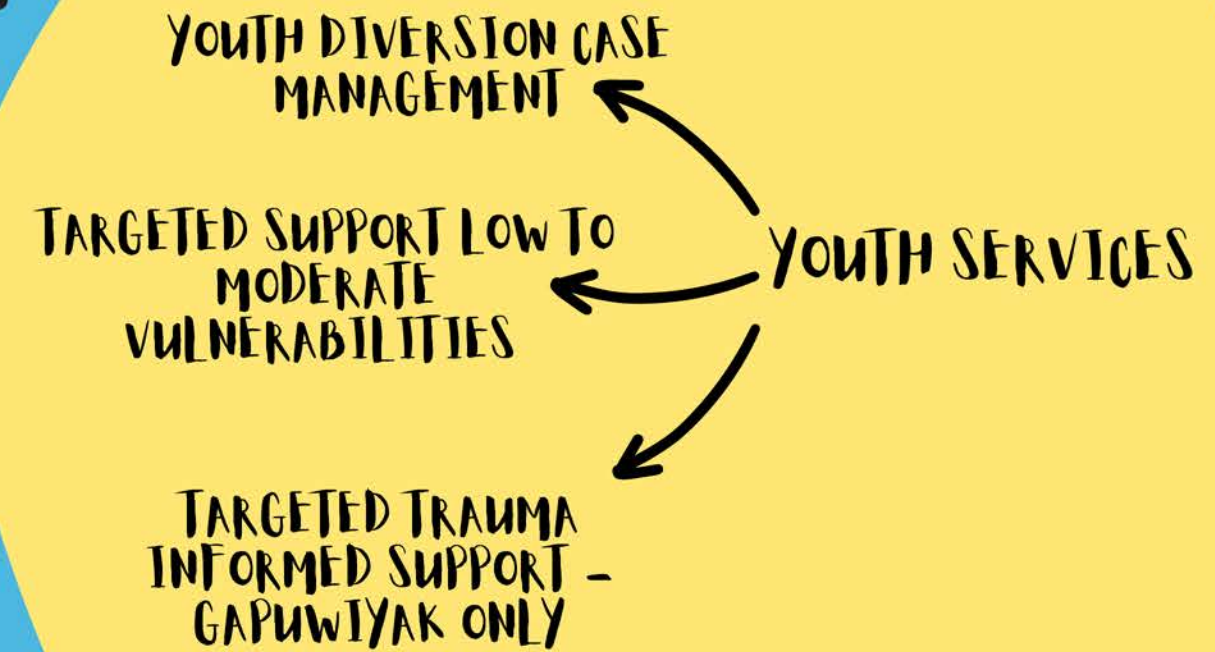 YOUTH DIVERSION CASE
MANAGEMENT
TARGETED SUPPORT LOW TO
MODERATE
VULNERABILITIES
YOUTH SERVICES
TARGETED TRAUMA
INFORMED SUPPORT -
GAPUWIYAK ONLY